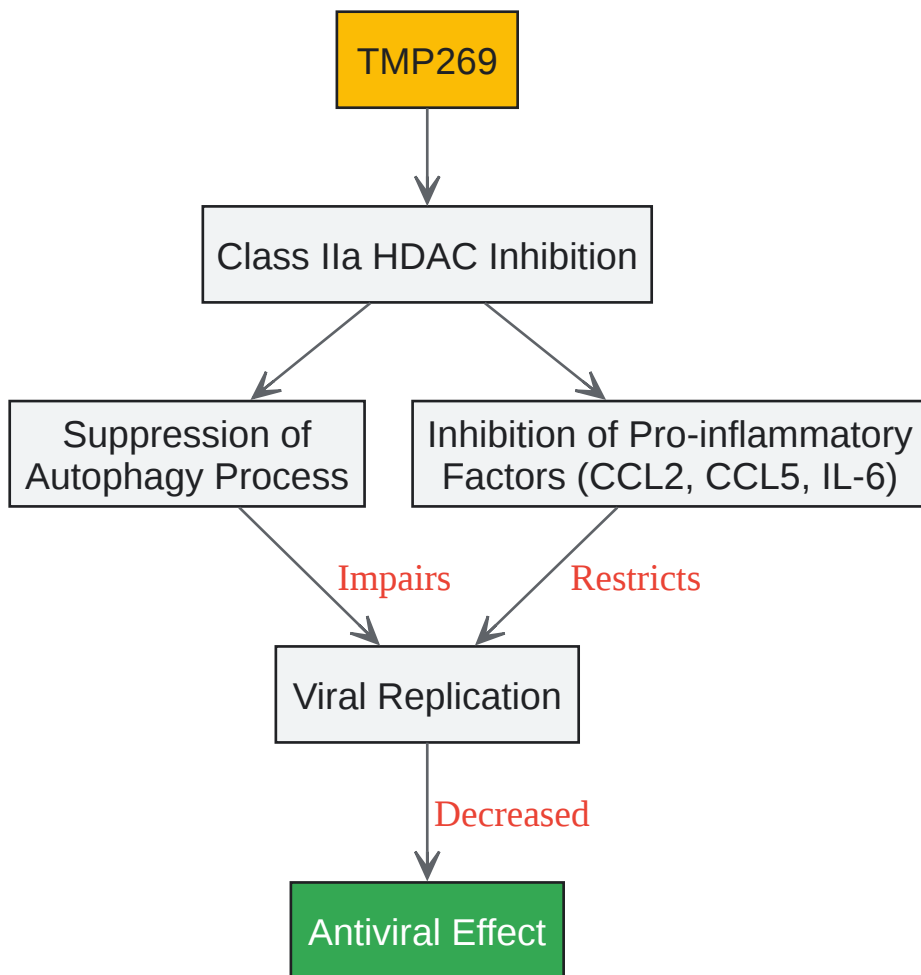 TMP269
Class IIa HDAC Inhibition
Suppression of
Autophagy Process
Inhibition of Pro-inflammatory
Factors (CCL2, CCL5, IL-6)
Impairs
Restricts
Viral Replication
Decreased
Antiviral Effect